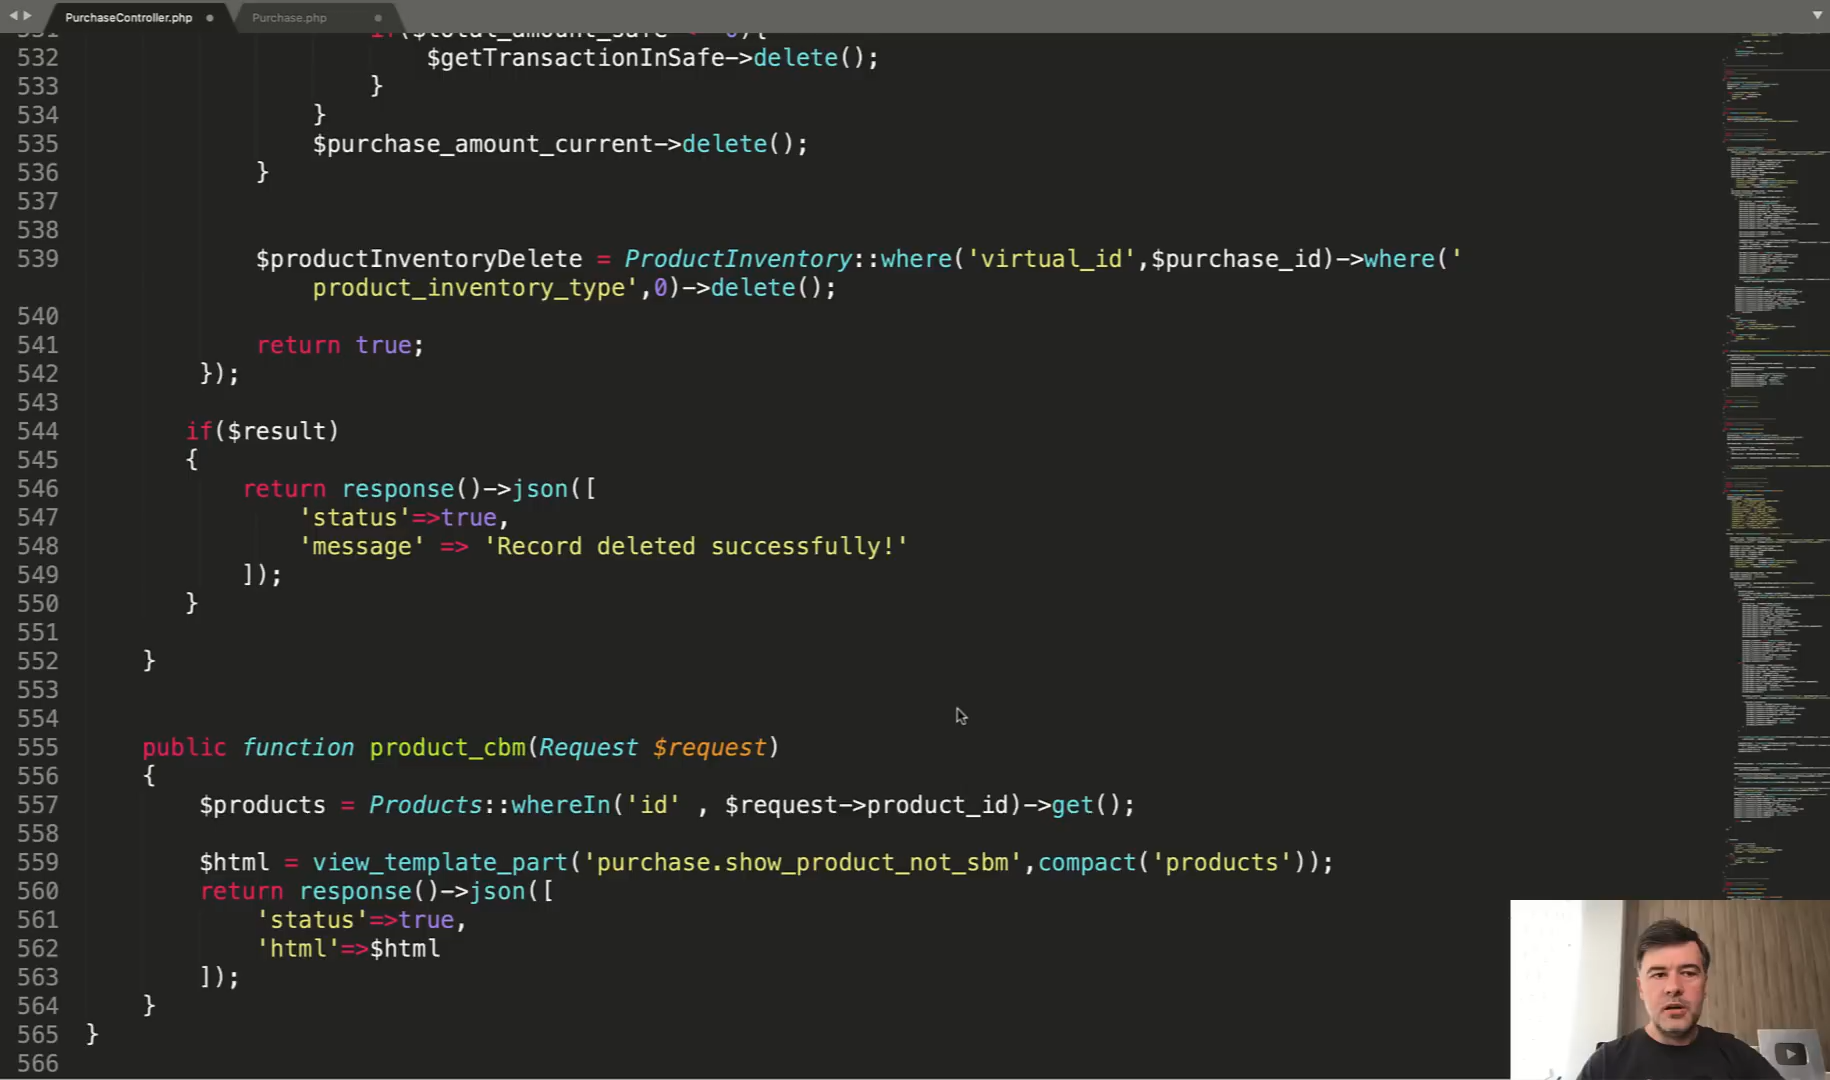 PurchaseController.php
Purchase.php
531 if($total_amount_safe <= 0){
532 $getTransactionInSafe->delete();
533 }
534 }
535 $purchase_amount_current->delete();
536 }
537
538
539 $productInventoryDelete = ProductInventory::where('virtual_id',$purchase_id)->where('
product_inventory_type',0)->delete();
540
541 return true;
542 });
543
544 if($result)
545 {
546 return response()->json([
547 'status'=>true,
548 'message' => 'Record deleted successfully!'
549 ]);
550 }
551
552 }
553
554
555 public function product_cbm(Request $request)
556 {
557 $products = Products::whereIn('id' , $request->product_id)->get();
558
559 $html = view_template_part('purchase.show_product_not_sbm',compact('products'));
560 return response()->json([
561 'status'=>true,
562 'html'=>$html
563 ]);
564 }
565 }
566